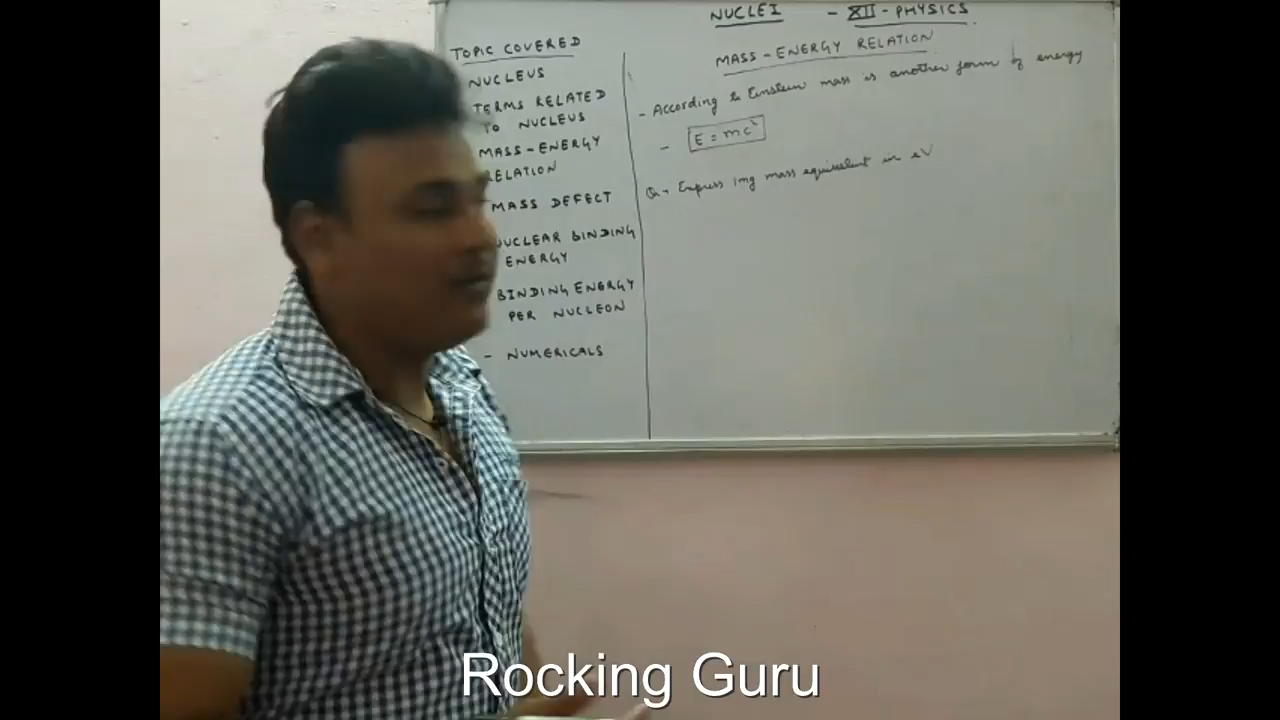 NUCLEI - XII - PHYSICS
TOPIC COVERED
NUCLEUS
TERMS RELATED
TO NUCLEUS
MASS-ENERGY
RELATION
MASS DEFECT
NUCLEAR BINDING
ENERGY
BINDING ENERGY
PER NUCLEON
- NUMERICALS
MASS-ENERGY RELATION
- According to Einstein mass is another form of energy
- E = mc²
Q → Express 1mg mass equivalent in eV
Rocking Guru